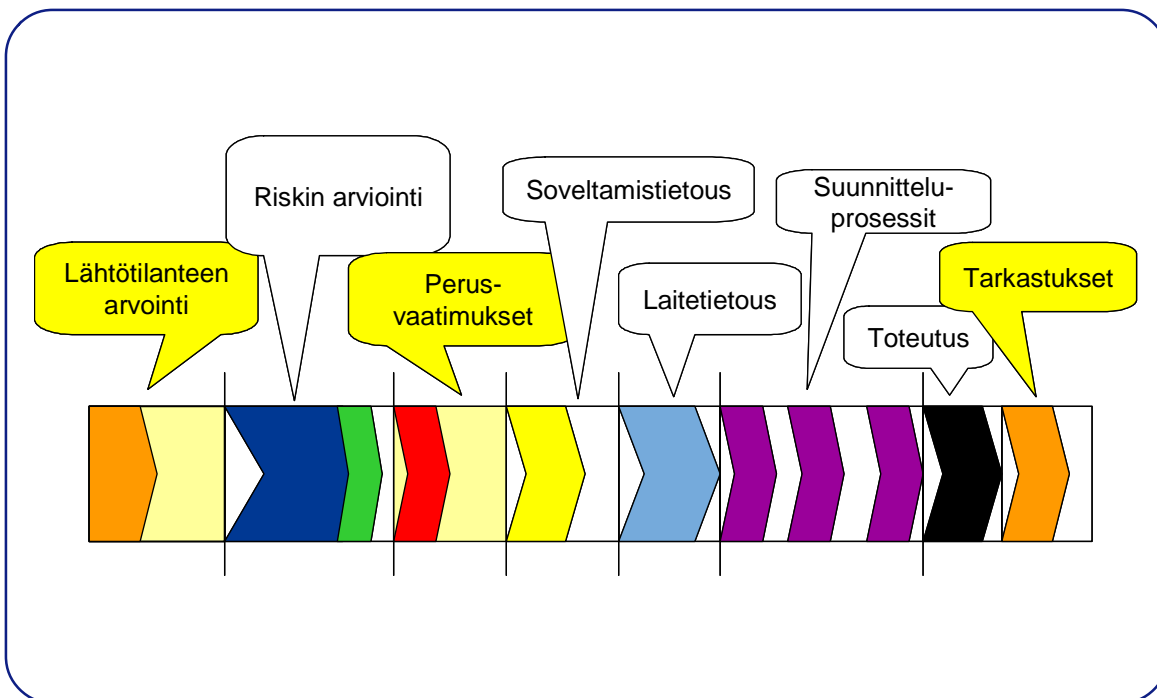 Lähtötilanteen
arvointi
Riskin arviointi
Perus-
vaatimukset
Soveltamistietous
Laitetietous
Suunnittelu-
prosessit
Toteutus
Tarkastukset